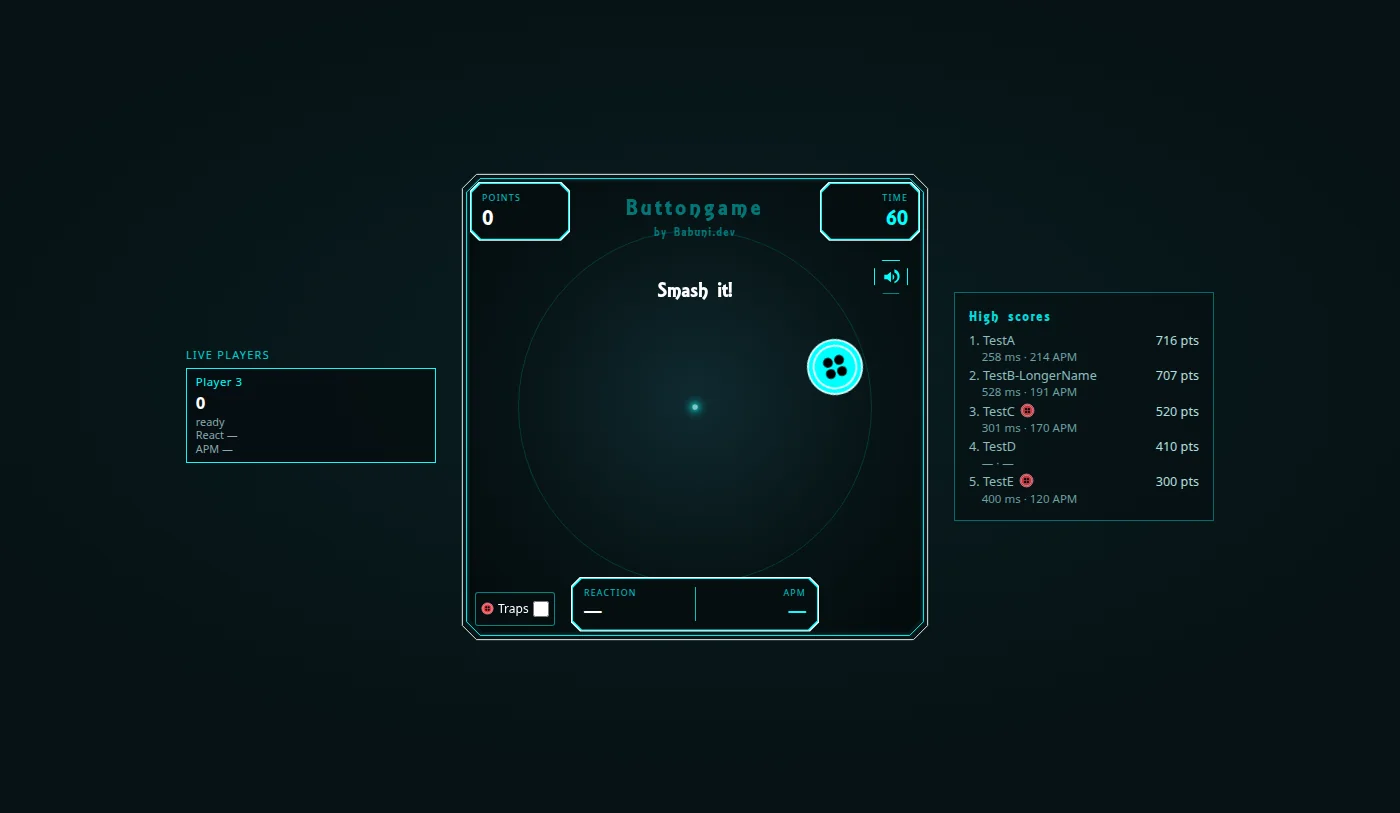 POINTS
0
Buttongame
by Babuni.dev
TIME
60
Smash it!
LIVE PLAYERS
Player 3
0
ready
React —
APM —
High scores
1. TestA 716 pts
258 ms · 214 APM
2. TestB-LongerName 707 pts
528 ms · 191 APM
3. TestC 520 pts
301 ms · 170 APM
4. TestD 410 pts
— · —
5. TestE 300 pts
400 ms · 120 APM
Traps
REACTION
—
APM
—